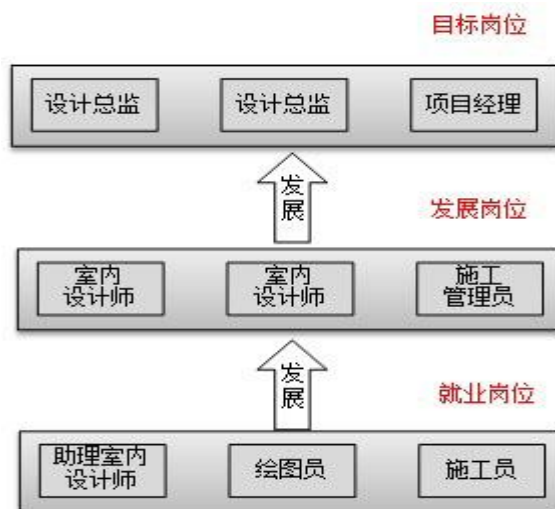 目标岗位
设计总监 设计总监 项目经理
发展
发展岗位
室内 室内 施工
设计师 设计师 管理员
发展
就业岗位
助理室内 绘图员 施工员
设计师